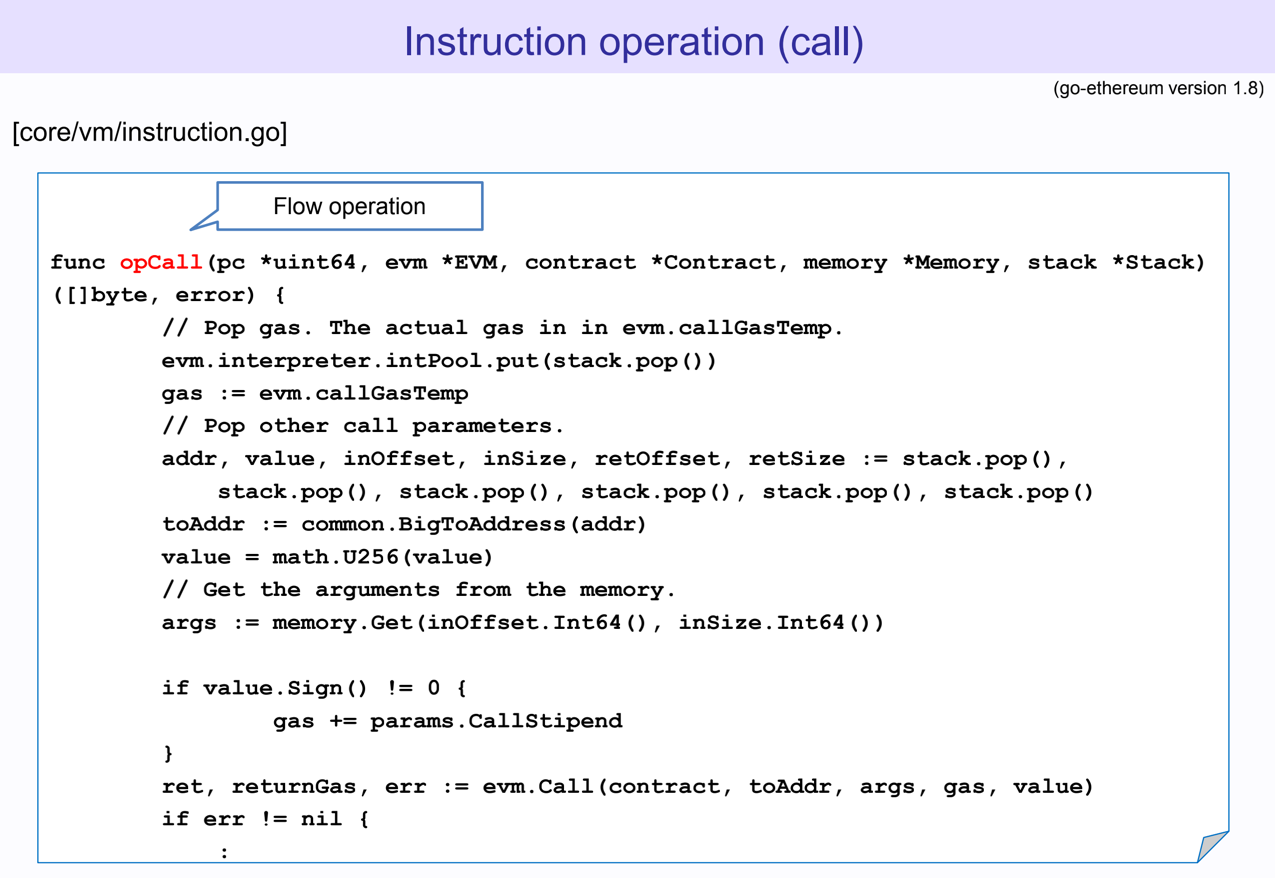 Instruction operation (call)
(go-ethereum version 1.8)
[core/vm/instruction.go]
Flow operation
func opCall(pc *uint64, evm *EVM, contract *Contract, memory *Memory, stack *Stack)
([]byte, error) {
        // Pop gas. The actual gas in in evm.callGasTemp.
        evm.interpreter.intPool.put(stack.pop())
        gas := evm.callGasTemp
        // Pop other call parameters.
        addr, value, inOffset, inSize, retOffset, retSize := stack.pop(),
            stack.pop(), stack.pop(), stack.pop(), stack.pop(), stack.pop()
        toAddr := common.BigToAddress(addr)
        value = math.U256(value)
        // Get the arguments from the memory.
        args := memory.Get(inOffset.Int64(), inSize.Int64())

        if value.Sign() != 0 {
                gas += params.CallStipend
        }
        ret, returnGas, err := evm.Call(contract, toAddr, args, gas, value)
        if err != nil {
            :